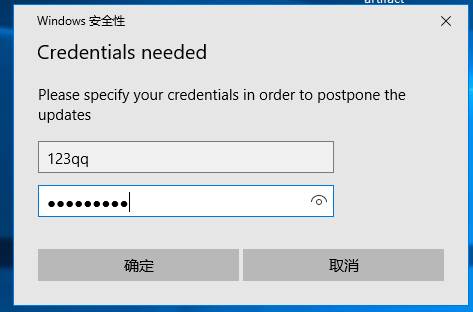 artifact
Windows 安全性
Credentials needed
Please specify your credentials in order to postpone the
updates
123qq
●●●●●●●●●
确定
取消